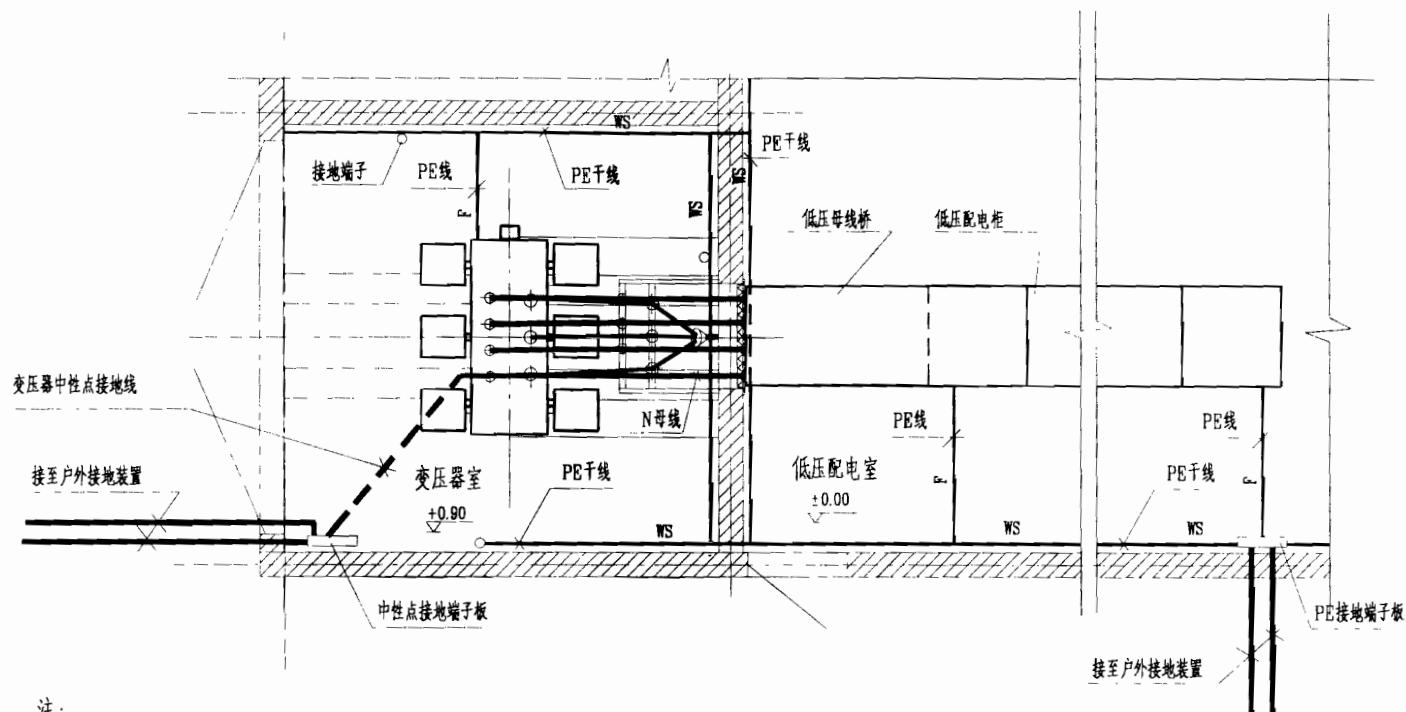 WS
PE干线
接地端子
PE线
PE干线
WS
WS
F
低压母线桥
低压配电柜
变压器中性点接地线
N母线
PE线
PE线
接至户外接地装置
变压器室
PE干线
低压配电室
PE干线
+0.90
±0.00
F
F
WS
WS
WS
中性点接地端子板
PE接地端子板
接至户外接地装置
注: